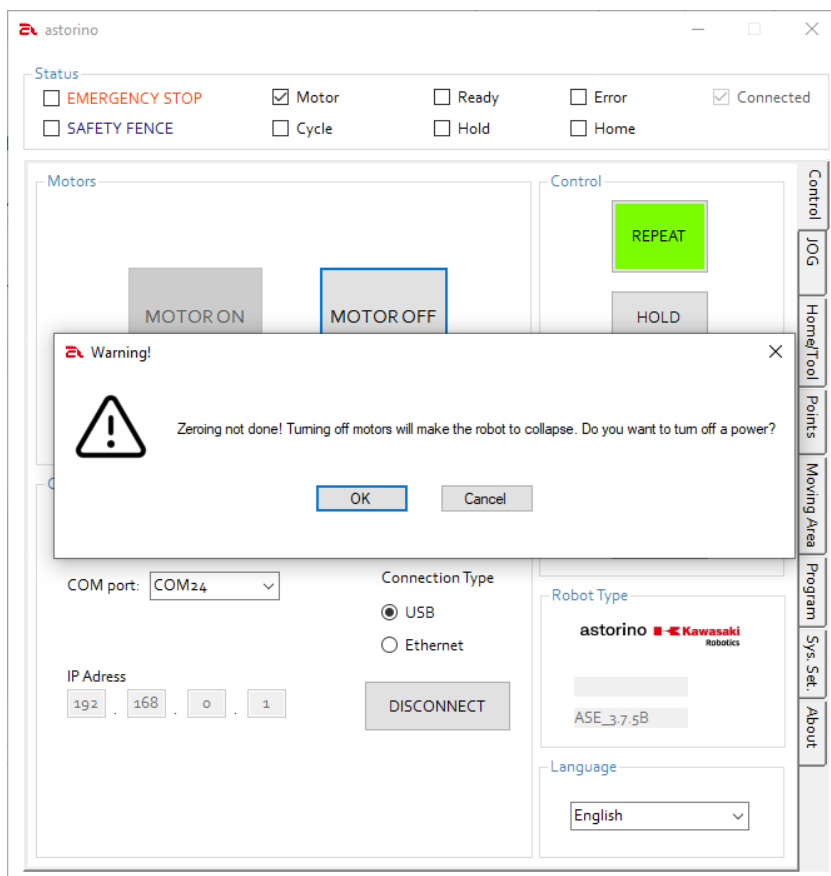 astorino
Status
EMERGENCY STOP
Motor
Ready
Error
Connected
SAFETY FENCE
Cycle
Hold
Home
Motors
MOTOR ON
MOTOR OFF
Control
REPEAT
HOLD
Control
JOG
Home/Tool
Points
Moving Area
Program
Sys. Set.
About
Warning!
Zeroing not done! Turning off motors will make the robot to collapse. Do you want to turn off a power?
OK
Cancel
C
COM port:
COM24
Connection Type
USB
Ethernet
IP Adress
192 . 168 . 0 . 1
DISCONNECT
Robot Type
astorino Kawasaki
Robotics
ASE_3.7.5B
Language
English